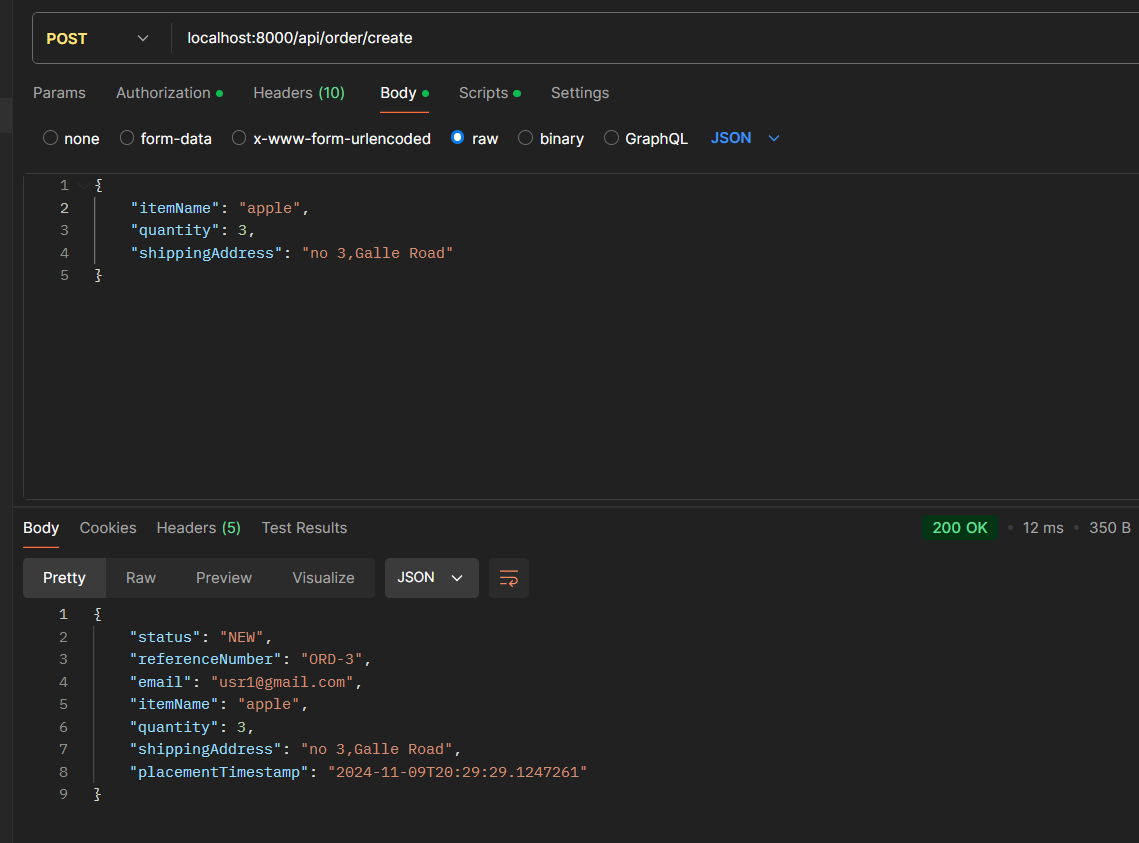 POST localhost:8000/api/order/create
Params Authorization Headers (10) Body Scripts Settings
none form-data x-www-form-urlencoded raw binary GraphQL JSON
1 {
2 "itemName": "apple",
3 "quantity": 3,
4 "shippingAddress": "no 3,Galle Road"
5 }
Body Cookies Headers (5) Test Results 200 OK • 12 ms • 350 B
Pretty Raw Preview Visualize JSON
1 {
2 "status": "NEW",
3 "referenceNumber": "ORD-3",
4 "email": "usr1@gmail.com",
5 "itemName": "apple",
6 "quantity": 3,
7 "shippingAddress": "no 3,Galle Road",
8 "placementTimestamp": "2024-11-09T20:29:29.1247261"
9 }